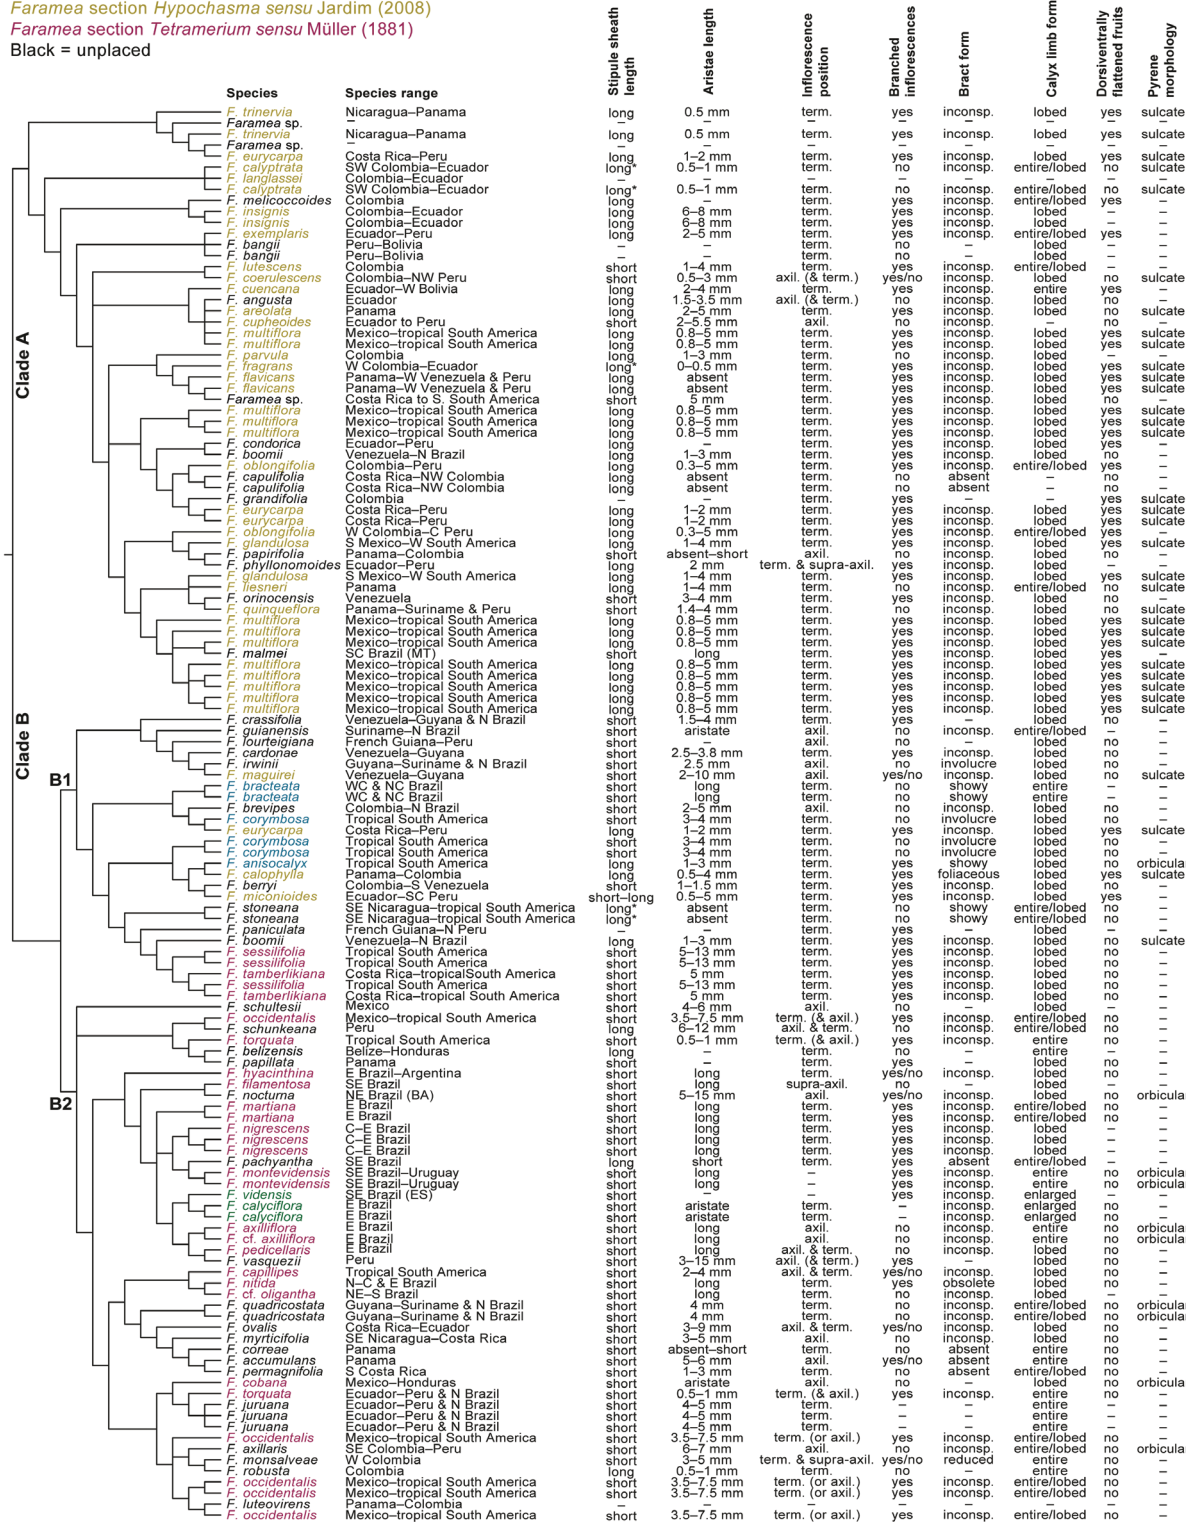 Faramea section Hypochasma sensu Jardim (2008)
Faramea section Tetramerium sensu Müller (1881)
Black = unplaced
Species Species range Stipule sheath length Aristae length Inflorescence position Branched inflorescences Bract form Calyx limb form Dorsiventrally flattened fruits Pyrene morphology
Clade A
Clade B
B1
B2
F. trinervia Nicaragua–Panama long 0.5 mm term. yes inconsp. lobed yes sulcate
Faramea sp. – – – – – – – – –
F. trinervia Nicaragua–Panama long 0.5 mm term. yes inconsp. lobed yes sulcate
Faramea sp. – – – – – – – – –
F. eurycarpa Costa Rica–Peru long 1–2 mm term. yes inconsp. lobed yes sulcate
F. calyptrata SW Colombia–Ecuador long* 0.5–1 mm term. no inconsp. entire/lobed no sulcate
F. langlassei Colombia–Ecuador – – – – – – – –
F. calyptrata SW Colombia–Ecuador long* 0.5–1 mm term. no inconsp. entire/lobed no sulcate
F. melicoccoides Colombia long – term. yes inconsp. entire/lobed yes –
F. insignis Colombia–Ecuador long 6–8 mm term. yes inconsp. lobed – –
F. insignis Colombia–Ecuador long 6–8 mm term. yes inconsp. lobed – –
F. exemplaris Ecuador–Peru long 2–5 mm term. yes inconsp. entire/lobed yes –
F. bangii Peru–Bolivia – – term. no – lobed – –
F. bangii Peru–Bolivia – – term. no – lobed – –
F. lutescens Colombia short 1–4 mm term. yes inconsp. entire/lobed – –
F. coerulescens Colombia–NW Peru short 0.5–3 mm axil. (& term.) yes/no inconsp. lobed no sulcate
F. cuencana Ecuador–W Bolivia long 2–4 mm term. yes inconsp. entire yes –
F. angusta Ecuador long 1.5-3.5 mm axil. (& term.) no inconsp. lobed no –
F. areolata Panama long 2–5 mm term. yes inconsp. lobed no sulcate
F. cupheoides Ecuador to Peru short 2–5.5 mm axil. no inconsp. – no –
F. multiflora Mexico–tropical South America long 0.8–5 mm term. yes inconsp. lobed yes sulcate
F. multiflora Mexico–tropical South America long 0.8–5 mm term. yes inconsp. lobed yes sulcate
F. parvula Colombia long 1–3 mm term. no inconsp. lobed – –
F. fragrans W Colombia–Ecuador long* 0–0.5 mm term. yes inconsp. lobed yes sulcate
F. flavicans Panama–W Venezuela & Peru long absent term. yes inconsp. lobed yes sulcate
F. flavicans Panama–W Venezuela & Peru long absent term. yes inconsp. lobed yes sulcate
Faramea sp. Costa Rica to S. South America short 5 mm term. yes inconsp. lobed no –
F. multiflora Mexico–tropical South America long 0.8–5 mm term. yes inconsp. lobed yes sulcate
F. multiflora Mexico–tropical South America long 0.8–5 mm term. yes inconsp. lobed yes sulcate
F. multiflora Mexico–tropical South America long 0.8–5 mm term. yes inconsp. lobed yes sulcate
F. condorica Ecuador–Peru long – term. yes inconsp. lobed yes –
F. boomii Venezuela–N Brazil long 1–3 mm term. yes inconsp. lobed no –
F. oblongifolia Colombia–Peru long 0.3–5 mm term. yes inconsp. entire/lobed yes –
F. capulifolia Costa Rica–NW Colombia long absent term. no absent – no –
F. capulifolia Costa Rica–NW Colombia long absent term. no absent – no –
F. grandifolia Colombia – – term. yes – – yes sulcate
F. eurycarpa Costa Rica–Peru long 1–2 mm term. yes inconsp. lobed yes sulcate
F. eurycarpa Costa Rica–Peru long 1–2 mm term. yes inconsp. lobed yes sulcate
F. oblongifolia W Colombia–C Peru long 0.3–5 mm term. yes inconsp. entire/lobed yes –
F. glandulosa S Mexico–W South America long 1–4 mm term. yes inconsp. lobed yes sulcate
F. papirifolia Panama–Colombia short absent–short axil. no inconsp. lobed no –
F. phyllonomoides Ecuador–Peru long 2 mm term. & supra-axil. yes inconsp. lobed – –
F. glandulosa S Mexico–W South America long 1–4 mm term. yes inconsp. lobed yes sulcate
F. liesneri Panama long 1–4 mm term. no inconsp. entire/lobed no sulcate
F. orinocensis Venezuela short 3–4 mm term. yes inconsp. lobed no –
F. quinqueflora Panama–Suriname & Peru short 1.4–4 mm term. no inconsp. lobed no sulcate
F. multiflora Mexico–tropical South America long 0.8–5 mm term. yes inconsp. lobed yes sulcate
F. multiflora Mexico–tropical South America long 0.8–5 mm term. yes inconsp. lobed yes sulcate
F. multiflora Mexico–tropical South America long 0.8–5 mm term. yes inconsp. lobed yes sulcate
F. malmei SC Brazil (MT) short long term. yes inconsp. lobed yes –
F. multiflora Mexico–tropical South America long 0.8–5 mm term. yes inconsp. lobed yes sulcate
F. multiflora Mexico–tropical South America long 0.8–5 mm term. yes inconsp. lobed yes sulcate
F. multiflora Mexico–tropical South America long 0.8–5 mm term. yes inconsp. lobed yes sulcate
F. multiflora Mexico–tropical South America long 0.8–5 mm term. yes inconsp. lobed yes sulcate
F. multiflora Mexico–tropical South America long 0.8–5 mm term. yes inconsp. lobed yes sulcate
F. crassifolia Venezuela–Guyana & N Brazil short 1.5–4 mm term. yes – lobed no –
F. guianensis Suriname–N Brazil short aristate axil. no inconsp. entire/lobed – –
F. lourteigiana French Guiana–Peru short – axil. no – lobed no –
F. cardonae Venezuela–Guyana short 2.5–3.8 mm term. yes inconsp. lobed no –
F. irwinii Guyana–Suriname & N Brazil short 2.5 mm axil. no involucre lobed no –
F. maguirei Venezuela–Guyana short 2–10 mm axil. yes/no inconsp. lobed no sulcate
F. bracteata WC & NC Brazil short long term. no showy entire – –
F. bracteata WC & NC Brazil short long term. no showy entire – –
F. brevipes Colombia–N Brazil short 2–5 mm axil. no inconsp. lobed no –
F. corymbosa Tropical South America short 3–4 mm term. no involucre lobed no –
F. eurycarpa Costa Rica–Peru long 1–2 mm term. yes inconsp. lobed yes sulcate
F. corymbosa Tropical South America short 3–4 mm term. no involucre lobed no –
F. corymbosa Tropical South America short 3–4 mm term. no involucre lobed no –
F. anisocalyx Tropical South America long 1–3 mm term. yes showy lobed no orbicular
F. calophylla Panama–Colombia long 0.5–4 mm term. yes foliaceous lobed yes sulcate
F. berryi Colombia–S Venezuela short 1–1.5 mm term. yes inconsp. lobed no –
F. miconioides Ecuador–SC Peru short–long 0.5–5 mm term. yes inconsp. lobed yes –
F. stoneana SE Nicaragua–tropical South America long* absent term. no showy entire/lobed no –
F. stoneana SE Nicaragua–tropical South America long* absent term. no showy entire/lobed no –
F. paniculata French Guiana–N Peru – – term. yes – lobed – –
F. boomii Venezuela–N Brazil long 1–3 mm term. yes inconsp. lobed no sulcate
F. sessilifolia Tropical South America short 5–13 mm term. yes inconsp. lobed no –
F. sessilifolia Tropical South America short 5–13 mm term. yes inconsp. lobed no –
F. tamberlikiana Costa Rica–tropicalSouth America short 5 mm term. yes inconsp. lobed no –
F. sessilifolia Tropical South America short 5–13 mm term. yes inconsp. lobed no –
F. tamberlikiana Costa Rica–tropical South America short 5 mm term. yes inconsp. lobed no –
F. schultesii Mexico short 4–6 mm axil. no – lobed – –
F. occidentalis Mexico–tropical South America short 3.5–7.5 mm term. (& axil.) yes inconsp. entire/lobed no –
F. schunkeana Peru long 6–12 mm axil. & term. no inconsp. entire/lobed no –
F. torquata Tropical South America short 0.5–1 mm term. (& axil.) yes inconsp. entire no –
F. belizensis Belize–Honduras long – term. no – entire – –
F. papillata Panama short – term. yes – lobed no –
F. hyacinthina E Brazil–Argentina short long term. yes/no inconsp. lobed no –
F. filamentosa SE Brazil short long supra-axil. no – lobed – –
F. nocturna NE Brazil (BA) short 5–15 mm axil. yes/no inconsp. lobed no orbicular
F. martiana E Brazil short long term. yes inconsp. entire/lobed no –
F. martiana E Brazil short long term. yes inconsp. entire/lobed no –
F. nigrescens C–E Brazil short long term. yes inconsp. lobed – –
F. nigrescens C–E Brazil short long term. yes inconsp. lobed – –
F. nigrescens C–E Brazil short long term. yes inconsp. lobed – –
F. pachyantha SE Brazil long short term. yes absent entire/lobed – –
F. montevidensis SE Brazil–Uruguay short long – yes inconsp. entire no orbicular
F. montevidensis SE Brazil–Uruguay short long – yes inconsp. entire no orbicular
F. vidensis SE Brazil (ES) short – – yes inconsp. enlarged – –
F. calyciflora E Brazil short aristate term. – inconsp. enlarged no –
F. calyciflora E Brazil short aristate term. – inconsp. enlarged no –
F. axilliflora E Brazil short long axil. no inconsp. entire no orbicular
F. cf. axilliflora E Brazil short long axil. no inconsp. entire no orbicular
F. pedicellaris E Brazil short long axil. & term. no inconsp. lobed no –
F. vasquezii Peru short 3–15 mm axil. (& term.) yes – lobed no –
F. capillipes Tropical South America short 2–4 mm axil. & term. yes/no inconsp. lobed no –
F. nitida N–C & E Brazil short long term. yes obsolete lobed no –
F. cf. oligantha NE–S Brazil short long term. no inconsp. lobed – –
F. quadricostata Guyana–Suriname & N Brazil short 4 mm term. no inconsp. entire/lobed no orbicular
F. quadricostata Guyana–Suriname & N Brazil short 4 mm term. no inconsp. entire/lobed no orbicular
F. ovalis Costa Rica–Ecuador short 3–9 mm axil & term. yes/no inconsp. lobed no –
F. myrticifolia SE Nicaragua–Costa Rica short 3–5 mm axil. no inconsp. lobed no –
F. correae Panama short absent–short term. no absent entire no –
F. accumulans Panama short 5–6 mm axil. yes/no absent entire no –
F. permagnifolia S Costa Rica short 1–3 mm term. no absent entire/lobed no –
F. cobana Mexico–Honduras short aristate axil. no – lobed no orbicular
F. torquata Ecuador–Peru & N Brazil short 0.5–1 mm term. (& axil.) yes inconsp. entire no –
F. juruana Ecuador–Peru & N Brazil short 4–5 mm term. – – entire – –
F. juruana Ecuador–Peru & N Brazil short 4–5 mm term. – – entire – –
F. juruana Ecuador–Peru & N Brazil short 4–5 mm term. – – entire – –
F. occidentalis Mexico–tropical South America short 3.5–7.5 mm term. (or axil.) yes inconsp. entire/lobed no –
F. axillaris SE Colombia–Peru short 6–7 mm axil. no inconsp. entire/lobed no orbicular
F. monsalveae W Colombia short 3–5 mm term. & supra-axil. yes/no reduced entire no –
F. robusta Colombia long 0.5–1 mm term. no – entire no –
F. occidentalis Mexico–tropical South America short 3.5–7.5 mm term. (or axil.) yes inconsp. entire/lobed no –
F. occidentalis Mexico–tropical South America short 3.5–7.5 mm term. (or axil.) yes inconsp. entire/lobed no –
F. luteovirens Panama–Colombia – – – – – – – –
F. occidentalis Mexico–tropical South America short 3.5–7.5 mm term. (or axil.) yes inconsp. entire/lobed no –